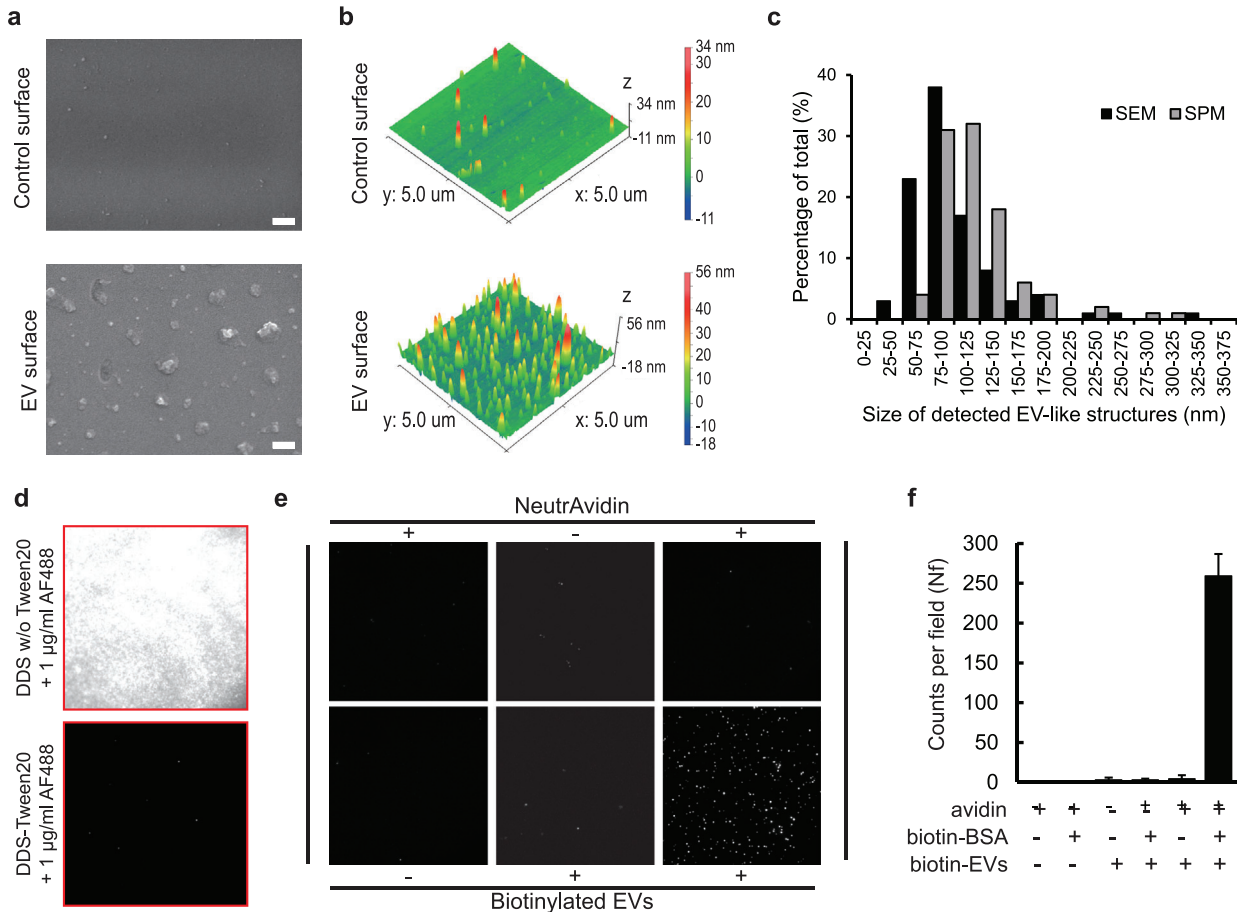 a
Control surface
EV surface
b
Control surface
34 nm
30
20
10
0
-11
z
34 nm
-11 nm
y: 5.0 um
x: 5.0 um
EV surface
56 nm
40
30
20
10
0
-10
-18
z
56 nm
-18 nm
y: 5.0 um
x: 5.0 um
c
Percentage of total (%)
40
30
20
10
0
SEM
SPM
0-25
25-50
50-75
75-100
100-125
125-150
150-175
175-200
200-225
225-250
250-275
275-300
300-325
325-350
350-375
Size of detected EV-like structures (nm)
d
DDS w/o Tween20
+ 1 µg/ml AF488
DDS-Tween20
+ 1 µg/ml AF488
e
NeutrAvidin
+ - +
- + +
Biotinylated EVs
f
Counts per field (Nf)
300
250
200
150
100
50
0
avidin
biotin-BSA - + - + - +
biotin-EVs - - + + + +